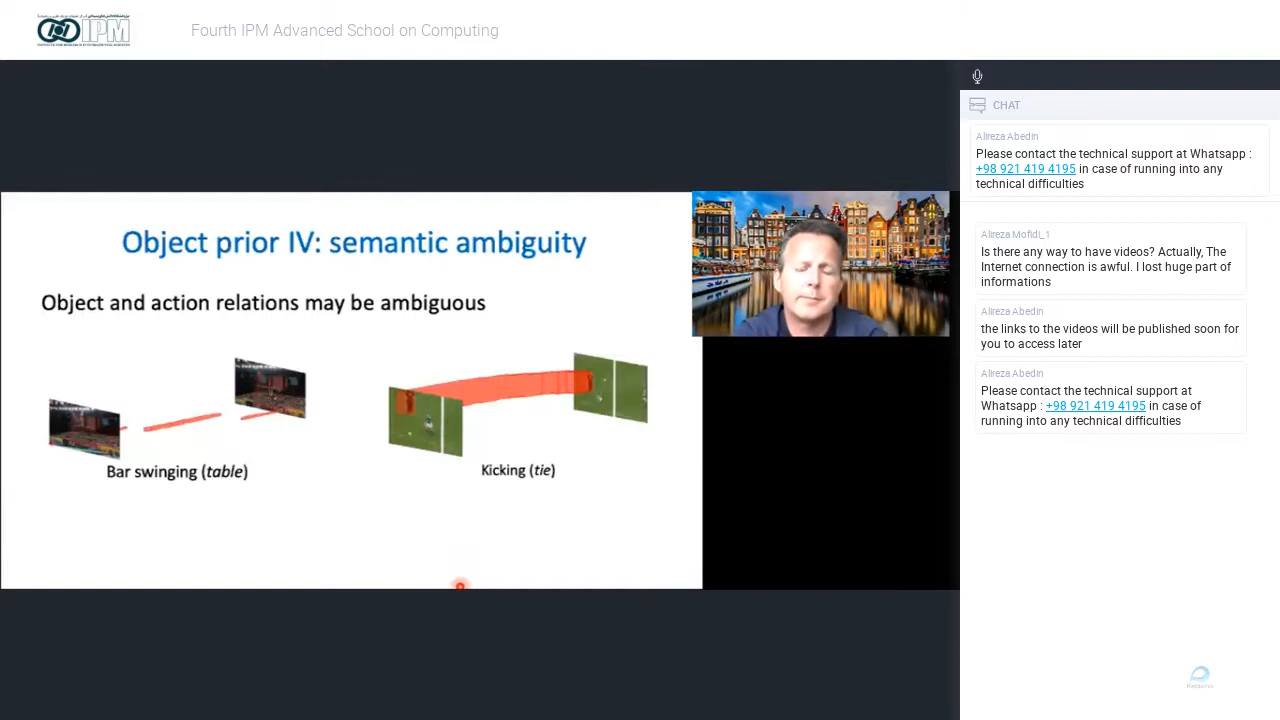 IPM
Fourth IPM Advanced School on Computing
Object prior IV: semantic ambiguity
Object and action relations may be ambiguous
Bar swinging (table)
Kicking (tie)
CHAT
Alireza Abedin
Please contact the technical support at Whatsapp :
+98 921 419 4195 in case of running into any
technical difficulties
Alireza Mofidi_1
Is there any way to have videos? Actually, The
Internet connection is awful. I lost huge part of
informations
Alireza Abedin
the links to the videos will be published soon for
you to access later
Alireza Abedin
Please contact the technical support at
Whatsapp : +98 921 419 4195 in case of
running into any technical difficulties